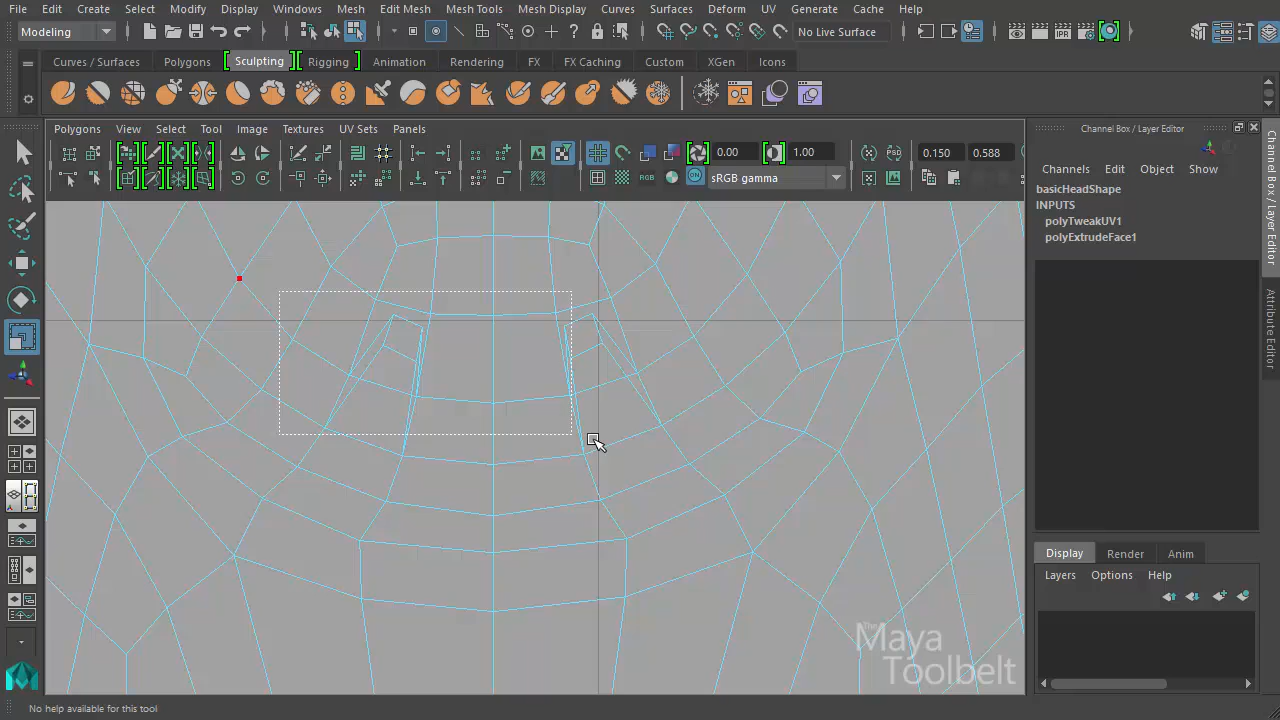 File Edit Create Select Modify Display Windows Mesh Edit Mesh Mesh Tools Mesh Display Curves Surfaces Deform UV Generate Cache Help
Modeling No Live Surface
Curves / Surfaces Polygons Sculpting Rigging Animation Rendering FX FX Caching Custom XGen Icons
Polygons View Select Tool Image Textures UV Sets Panels
0.00 1.00 PSD 0.150 0.588
RGB ON sRGB gamma
IPR
Channel Box / Layer Editor
Channels Edit Object Show
basicHeadShape
INPUTS
polyTweakUV1
polyExtrudeFace1
Channel Box / Layer Editor
Attribute Editor
Display Render Anim
Layers Options Help
The
Maya
Toolbelt
No help available for this tool